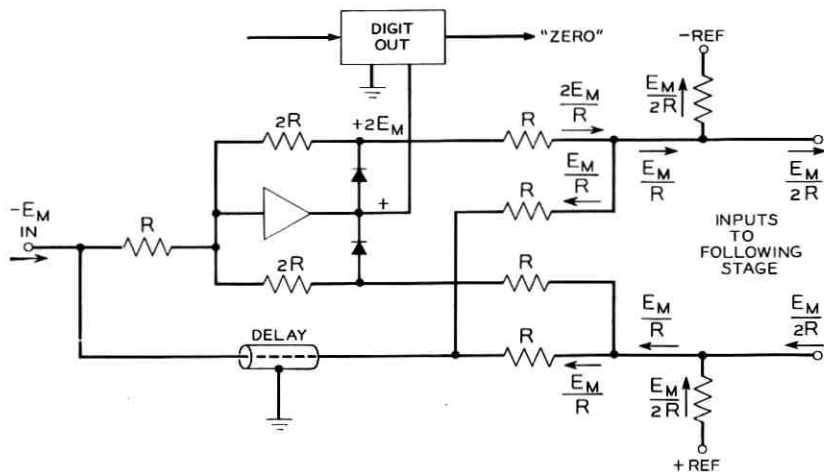 DIGIT
OUT
"ZERO"
−REF
2R
+2E_M
R
2E_M/R
E_M/2R
E_M/R
E_M/R
E_M/2R
+
R
−E_M
IN
R
INPUTS
TO
FOLLOWING
STAGE
2R
R
DELAY
R
E_M/R
E_M/2R
E_M/R
E_M/2R
+ REF